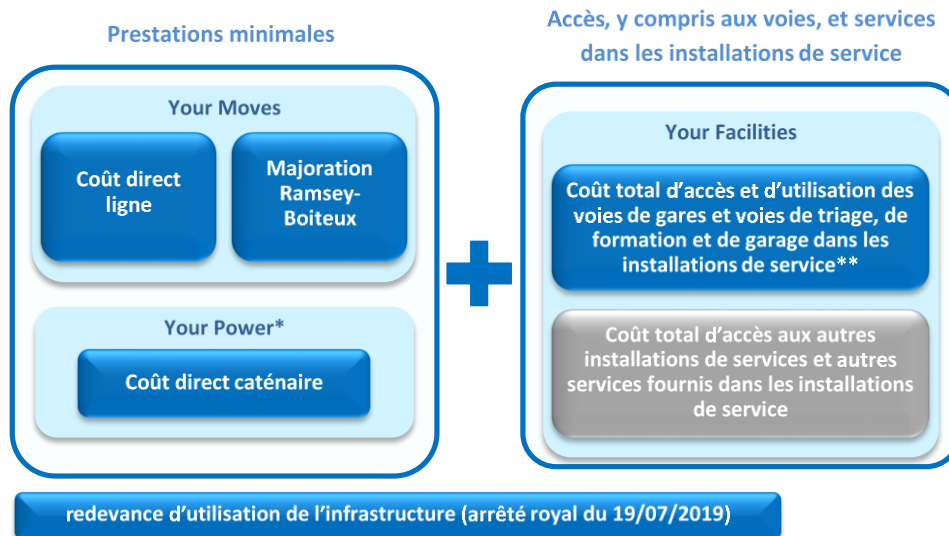 Prestations minimales
Your Moves
Coût direct
ligne
Majoration
Ramsey-
Boiteux
Your Power*
Coût direct caténaire
Accès, y compris aux voies, et services
dans les installations de service
Your Facilities
Coût total d'accès et d'utilisation des
voies de gares et voies de triage, de
formation et de garage dans les
installations de service**
Coût total d'accès aux autres
installations de services et autres
services fournis dans les installations
de service
redevance d'utilisation de l'infrastructure (arrêté royal du 19/07/2019)